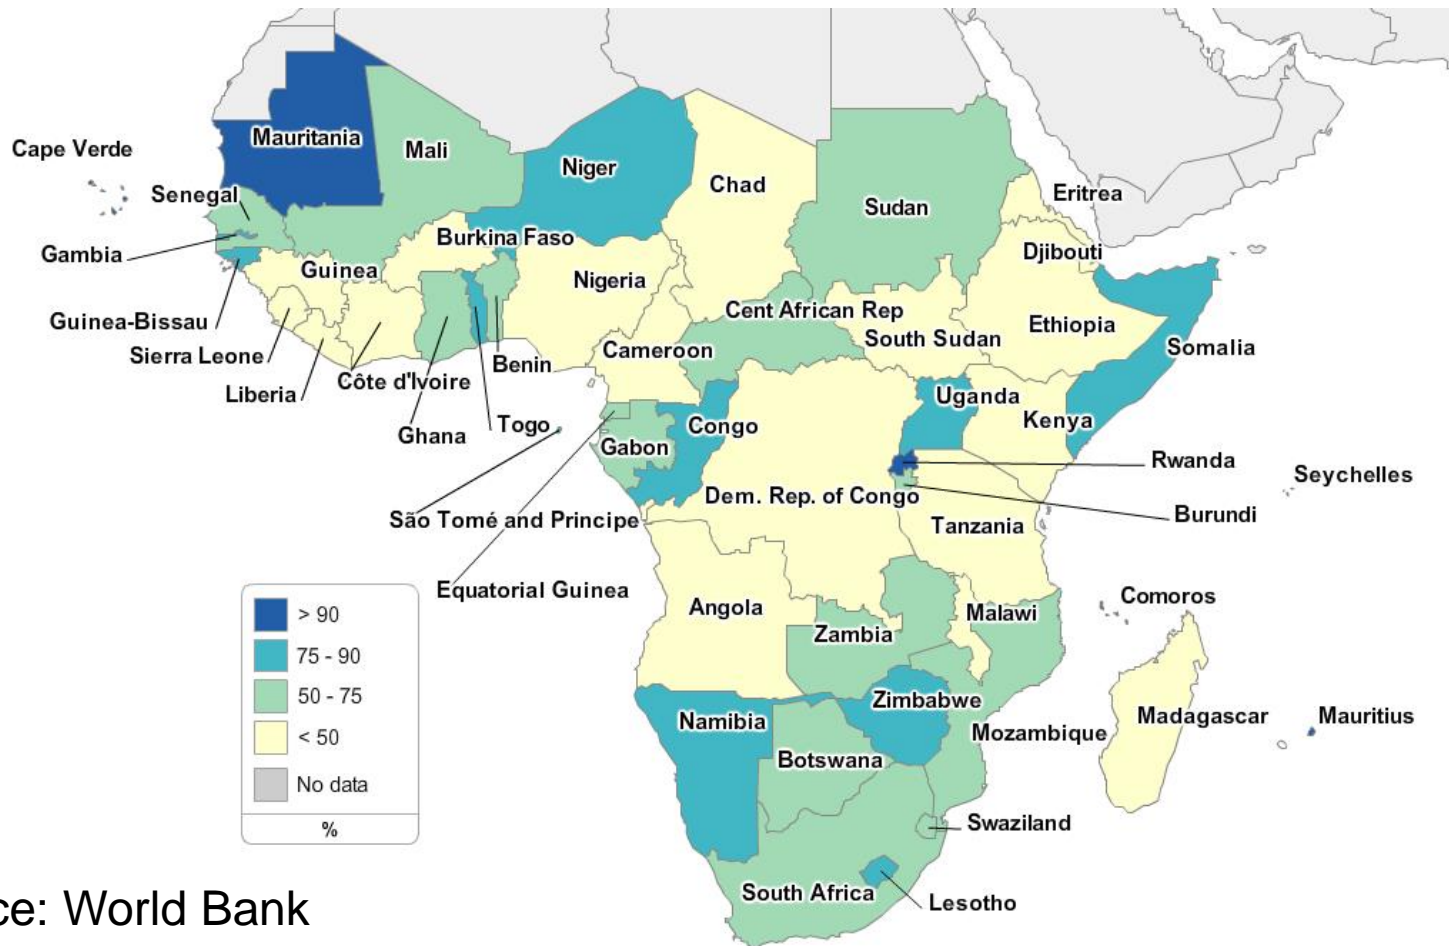 Mauritania
Cape Verde
Mali
Niger
Chad
Senegal
Eritrea
Sudan
Burkina Faso
Gambia
Djibouti
Guinea
Nigeria
Cent African Rep
Guinea-Bissau
Ethiopia
South Sudan
Somalia
Sierra Leone
Cameroon
Benin
Côte d'Ivoire
Liberia
Uganda
Kenya
Togo
Congo
Ghana
Gabon
Rwanda
Seychelles
Dem. Rep. of Congo
Burundi
São Tomé and Principe
Tanzania
Equatorial Guinea
Comoros
Angola
Malawi
Zambia
> 90
75 - 90
50 - 75
< 50
No data
%
Zimbabwe
Namibia
Madagascar
Mauritius
Mozambique
Botswana
Swaziland
South Africa
Lesotho
ce: World Bank